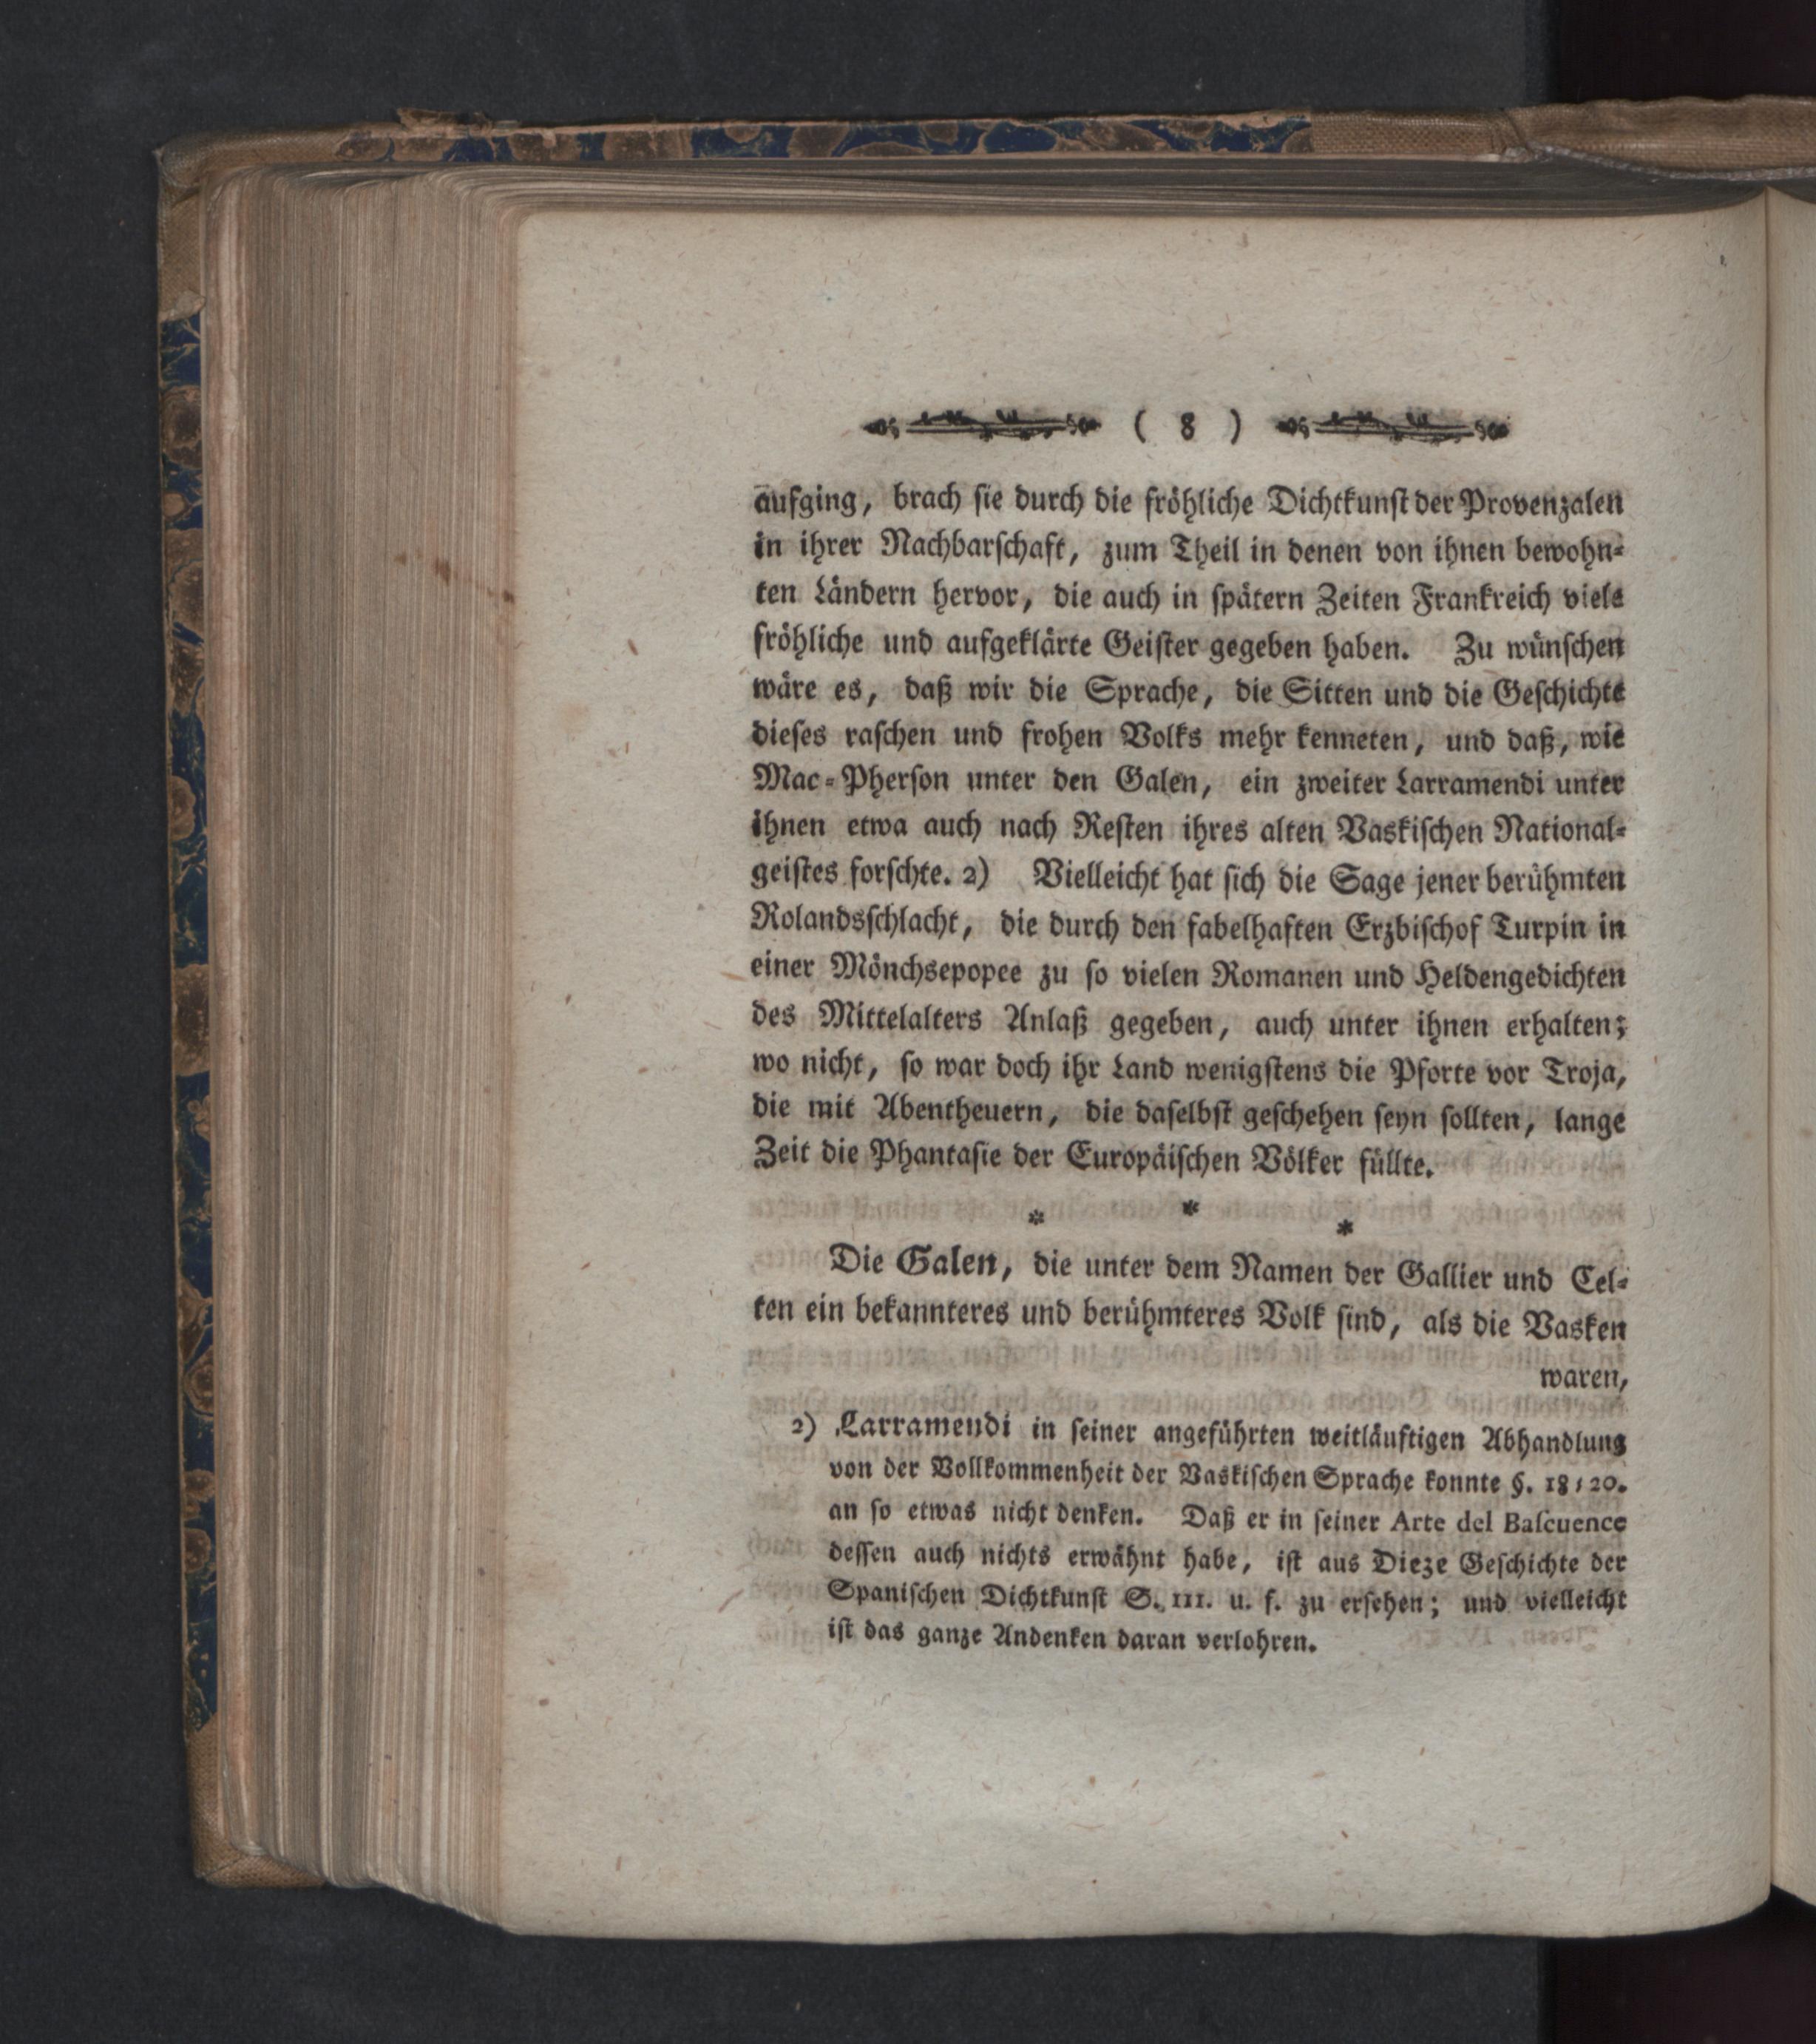 ( 8 )
aufging, brach ſie durch die fröhliche Dichtkunſt der Provenzalen
in ihrer Nachbarſchaft, zum Theil in denen von ihnen bewohn⸗
ten Ländern hervor, die auch in ſpätern Zeiten Frankreich viele
fröhliche und aufgeklärte Geiſter gegeben haben. Zu wünſchen
wäre es, daß wir die Sprache, die Sitten und die Geſchichte
dieſes raſchen und frohen Volks mehr kenneten, und daß, wie
Mac⸗Pherſon unter den Galen, ein zweiter Larramendi unter
ihnen etwa auch nach Reſten ihres alten Vaskiſchen National⸗
geiſtes forſchte. 2) Vielleicht hat ſich die Sage jener berühmten
Rolandsſchlacht, die durch den fabelhaften Erzbiſchof Turpin in
einer Mönchsepopee zu ſo vielen Romanen und Heldengedichten
des Mittelalters Anlaß gegeben, auch unter ihnen erhalten;
wo nicht, ſo war doch ihr Land wenigſtens die Pforte vor Troja,
die mit Abentheuern, die daſelbſt geſchehen ſeyn ſollten, lange
Zeit die Phantaſie der Europäiſchen Völker füllte.
* * *
Die Galen, die unter dem Namen der Gallier und Cel⸗
ten ein bekannteres und berühmteres Volk ſind, als die Vasken
waren,
2) Larramendi in ſeiner angeführten weitläuftigen Abhandlung
von der Vollkommenheit der Vaskiſchen Sprache konnte §. 18⸗20.
an ſo etwas nicht denken. Daß er in ſeiner Arte del Baſcuence
deſſen auch nichts erwähnt habe, iſt aus Dieze Geſchichte der
Spaniſchen Dichtkunſt S. 111. u. f. zu erſehen; und vielleicht
iſt das ganze Andenken daran verlohren.